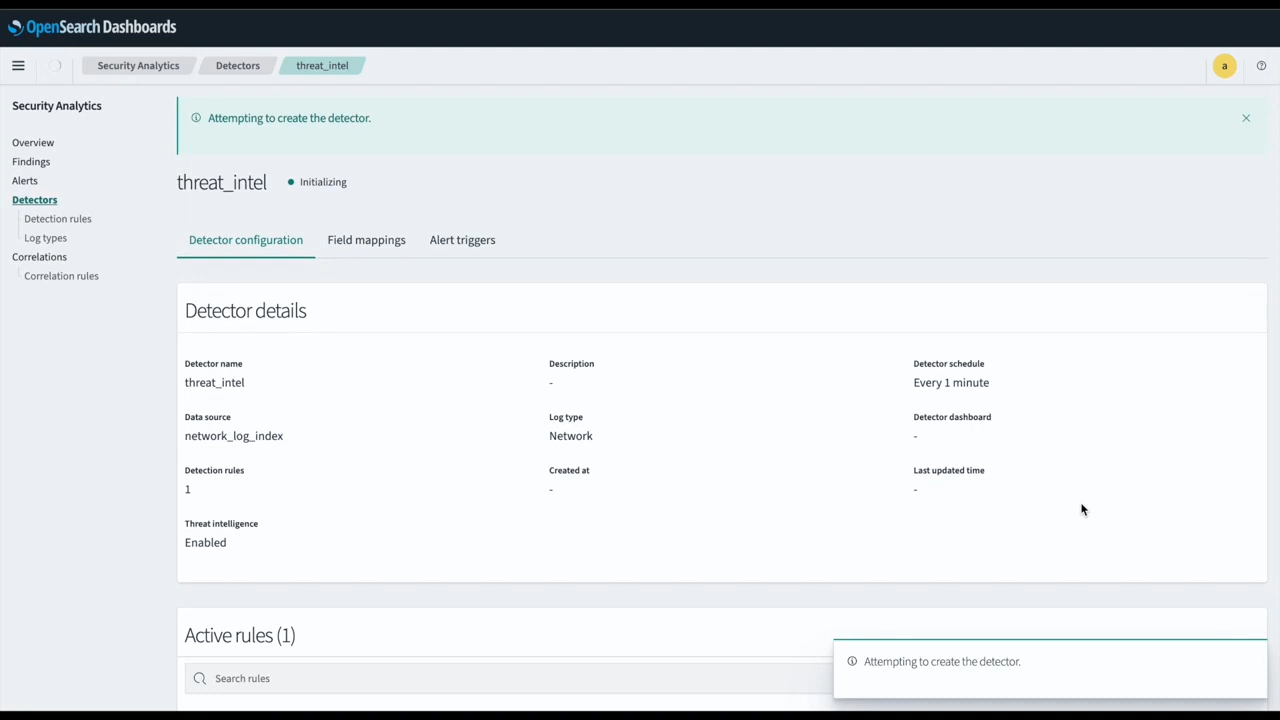 OpenSearch Dashboards
Security Analytics
Detectors
threat_intel
a
Security Analytics
Overview
Findings
Alerts
Detectors
Detection rules
Log types
Correlations
Correlation rules
Attempting to create the detector.
threat_intel
Initializing
Detector configuration
Field mappings
Alert triggers
Detector details
Detector name
threat_intel
Description
-
Detector schedule
Every 1 minute
Data source
network_log_index
Log type
Network
Detector dashboard
-
Detection rules
1
Created at
-
Last updated time
-
Threat intelligence
Enabled
Active rules (1)
Search rules
Attempting to create the detector.